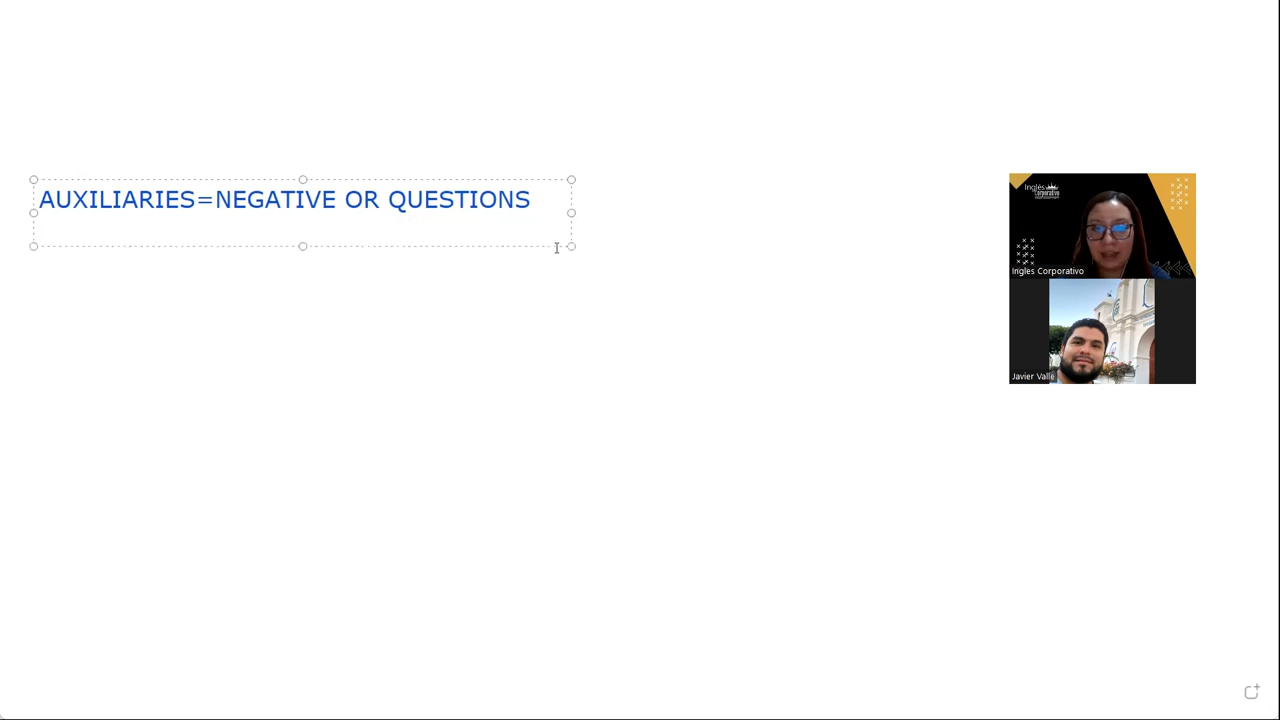 AUXILIARIES=NEGATIVE OR QUESTIONS
Inglés
Corporativo
Ingles Corporativo
Javier Valle